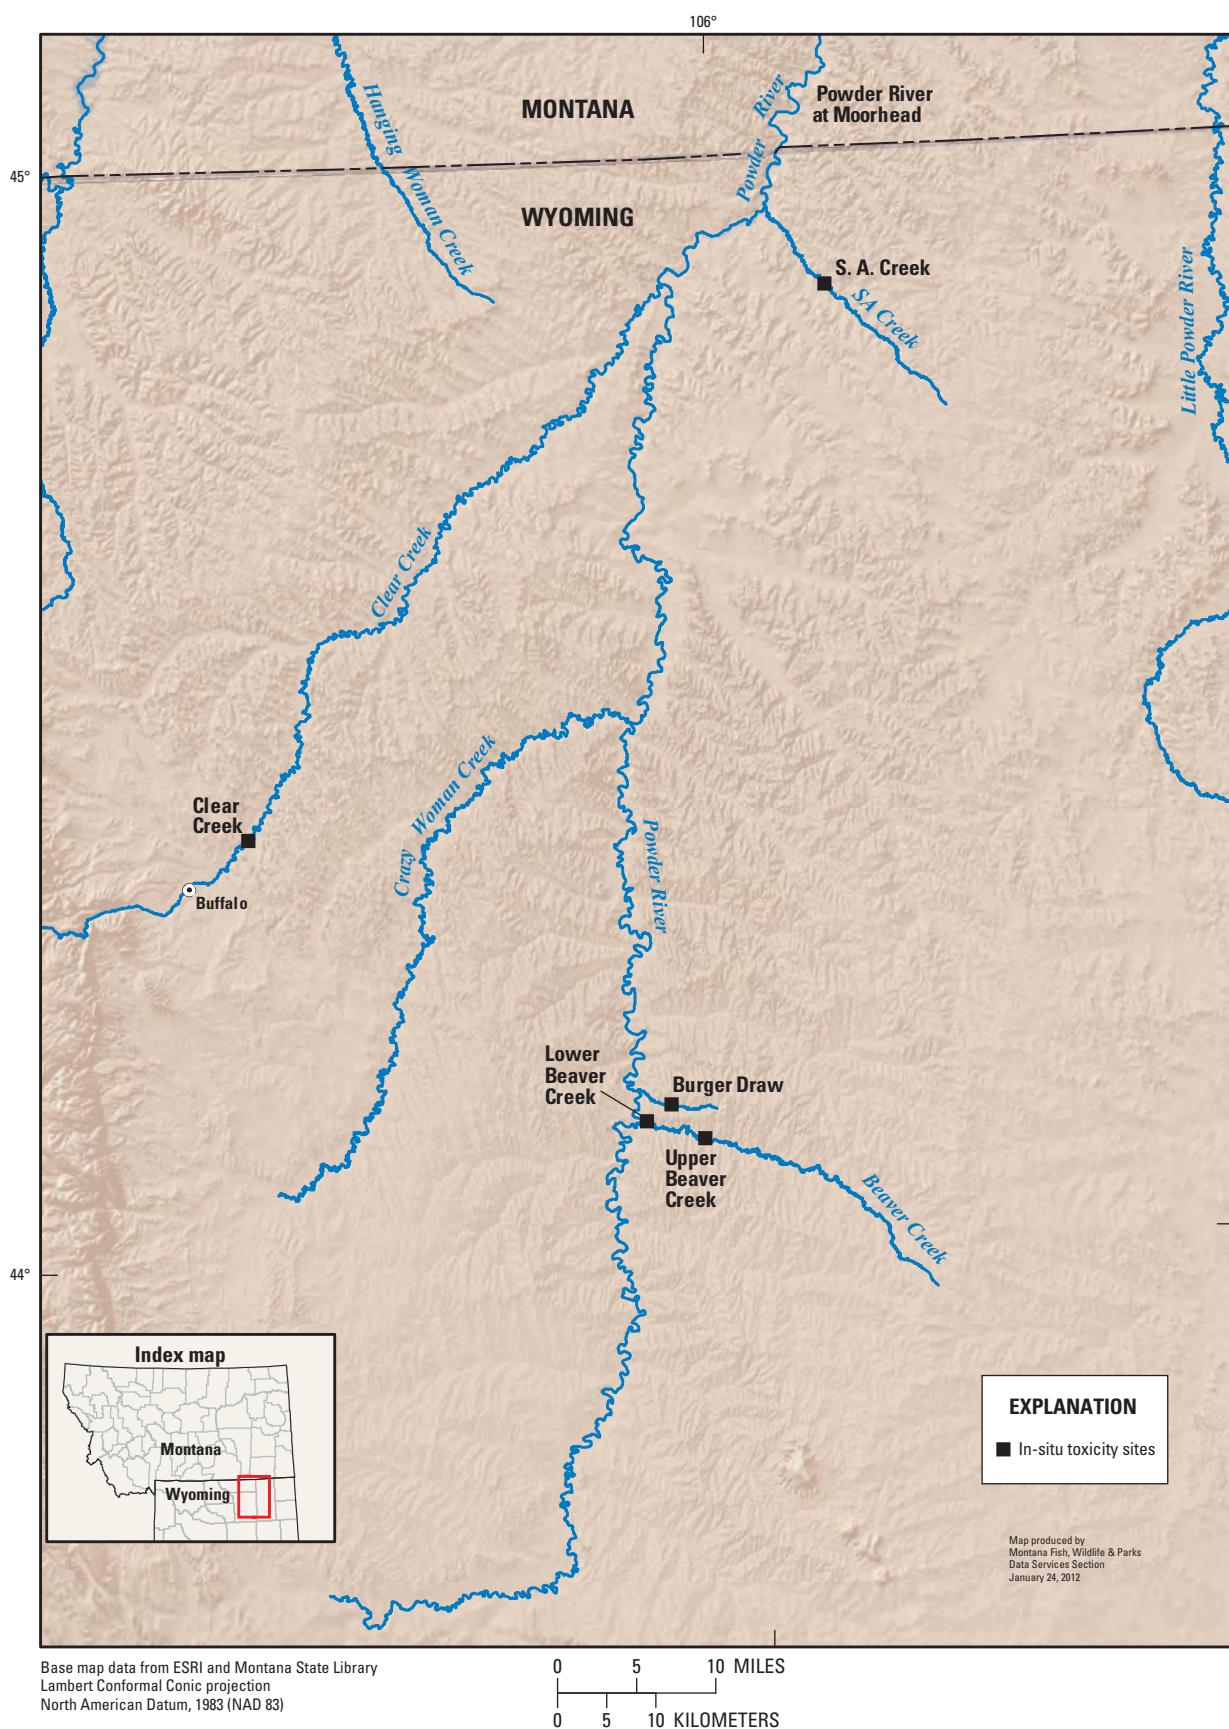 106°
Hanging Woman Creek
MONTANA
Powder River
Powder River
at Moorhead
45°
WYOMING
S. A. Creek
SA Creek
Little Powder River
Clear Creek
Crazy Woman Creek
Clear
Creek
Powder River
Buffalo
Lower
Beaver
Creek
Burger Draw
Upper
Beaver
Creek
Beaver Creek
44°
Index map
Montana
Wyoming
EXPLANATION
In-situ toxicity sites
Map produced by
Montana Fish, Wildlife & Parks
Data Services Section
January 24, 2012
Base map data from ESRI and Montana State Library
Lambert Conformal Conic projection
North American Datum, 1983 (NAD 83)
0 5 10 MILES
0 5 10 KILOMETERS